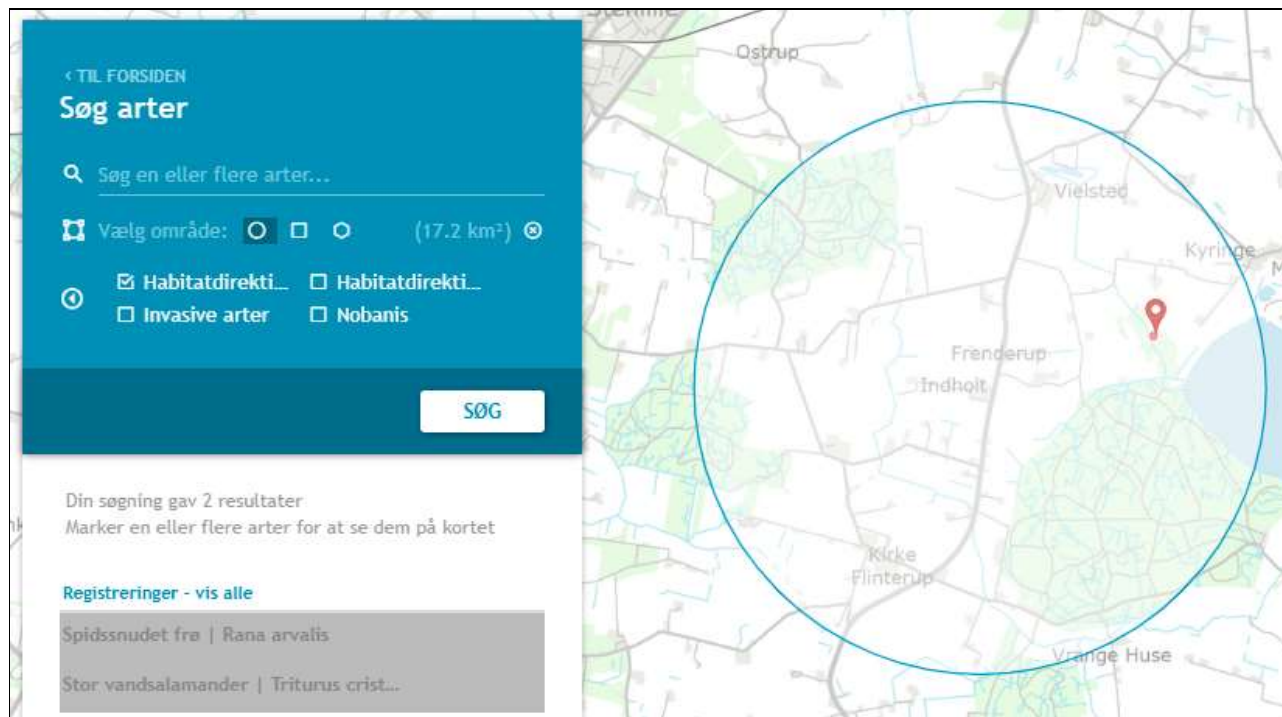 ‹ TIL FORSIDEN
Søg arter
Søg en eller flere arter...
Vælg område: (17.2 km²)
Habitatdirekti... Habitatdirekti...
Invasive arter Nobanis
SØG
Din søgning gav 2 resultater
Marker en eller flere arter for at se dem på kortet
Registreringer - vis alle
Spidssnudet frø | Rana arvalis
Stor vandsalamander | Triturus crist...
Stenlille
Ostrup
Vielsted
Kyringe
Frenderup
Indholt
Kirke
Flinterup
Vrange Huse